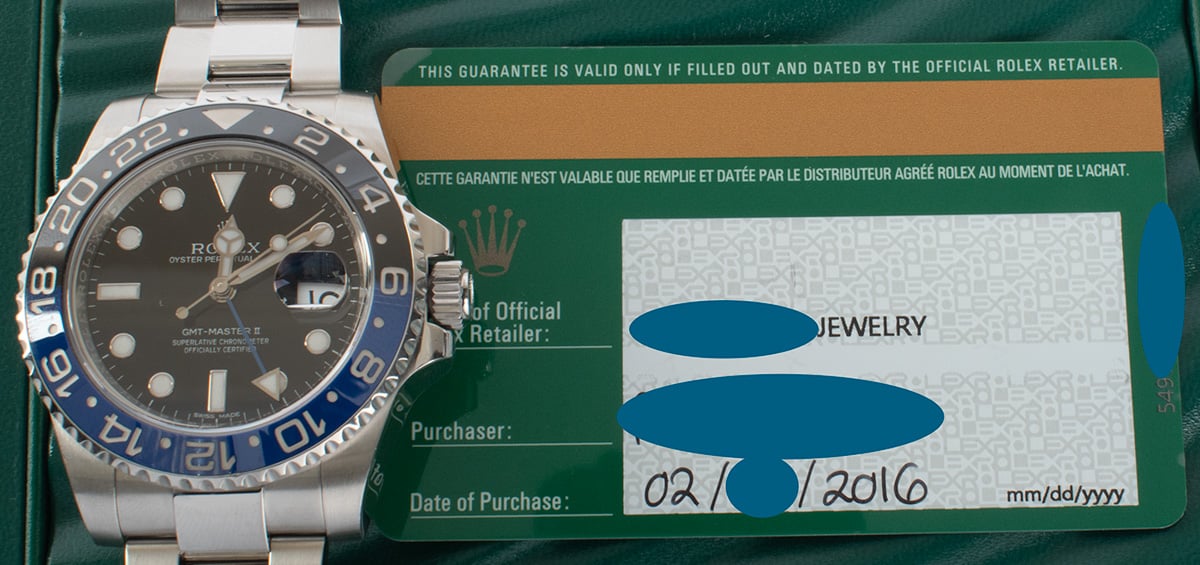 THIS GUARANTEE IS VALID ONLY IF FILLED OUT AND DATED BY THE OFFICIAL ROLEX RETAILER.
CETTE GARANTIE N'EST VALABLE QUE REMPLIE ET DATÉE PAR LE DISTRIBUTEUR AGRÉÉ ROLEX AU MOMENT DE L'ACHAT.
of Official
Retailer:
JEWELRY
Purchaser:
Date of Purchase:
02/ /2016
mm/dd/yyyy
549
2
4
6
8
10
12
14
16
18
20
22
ROLEX
OYSTER PERPETUAL
GMT-MASTER II
SUPERLATIVE CHRONOMETER
OFFICIALLY CERTIFIED
SWISS MADE